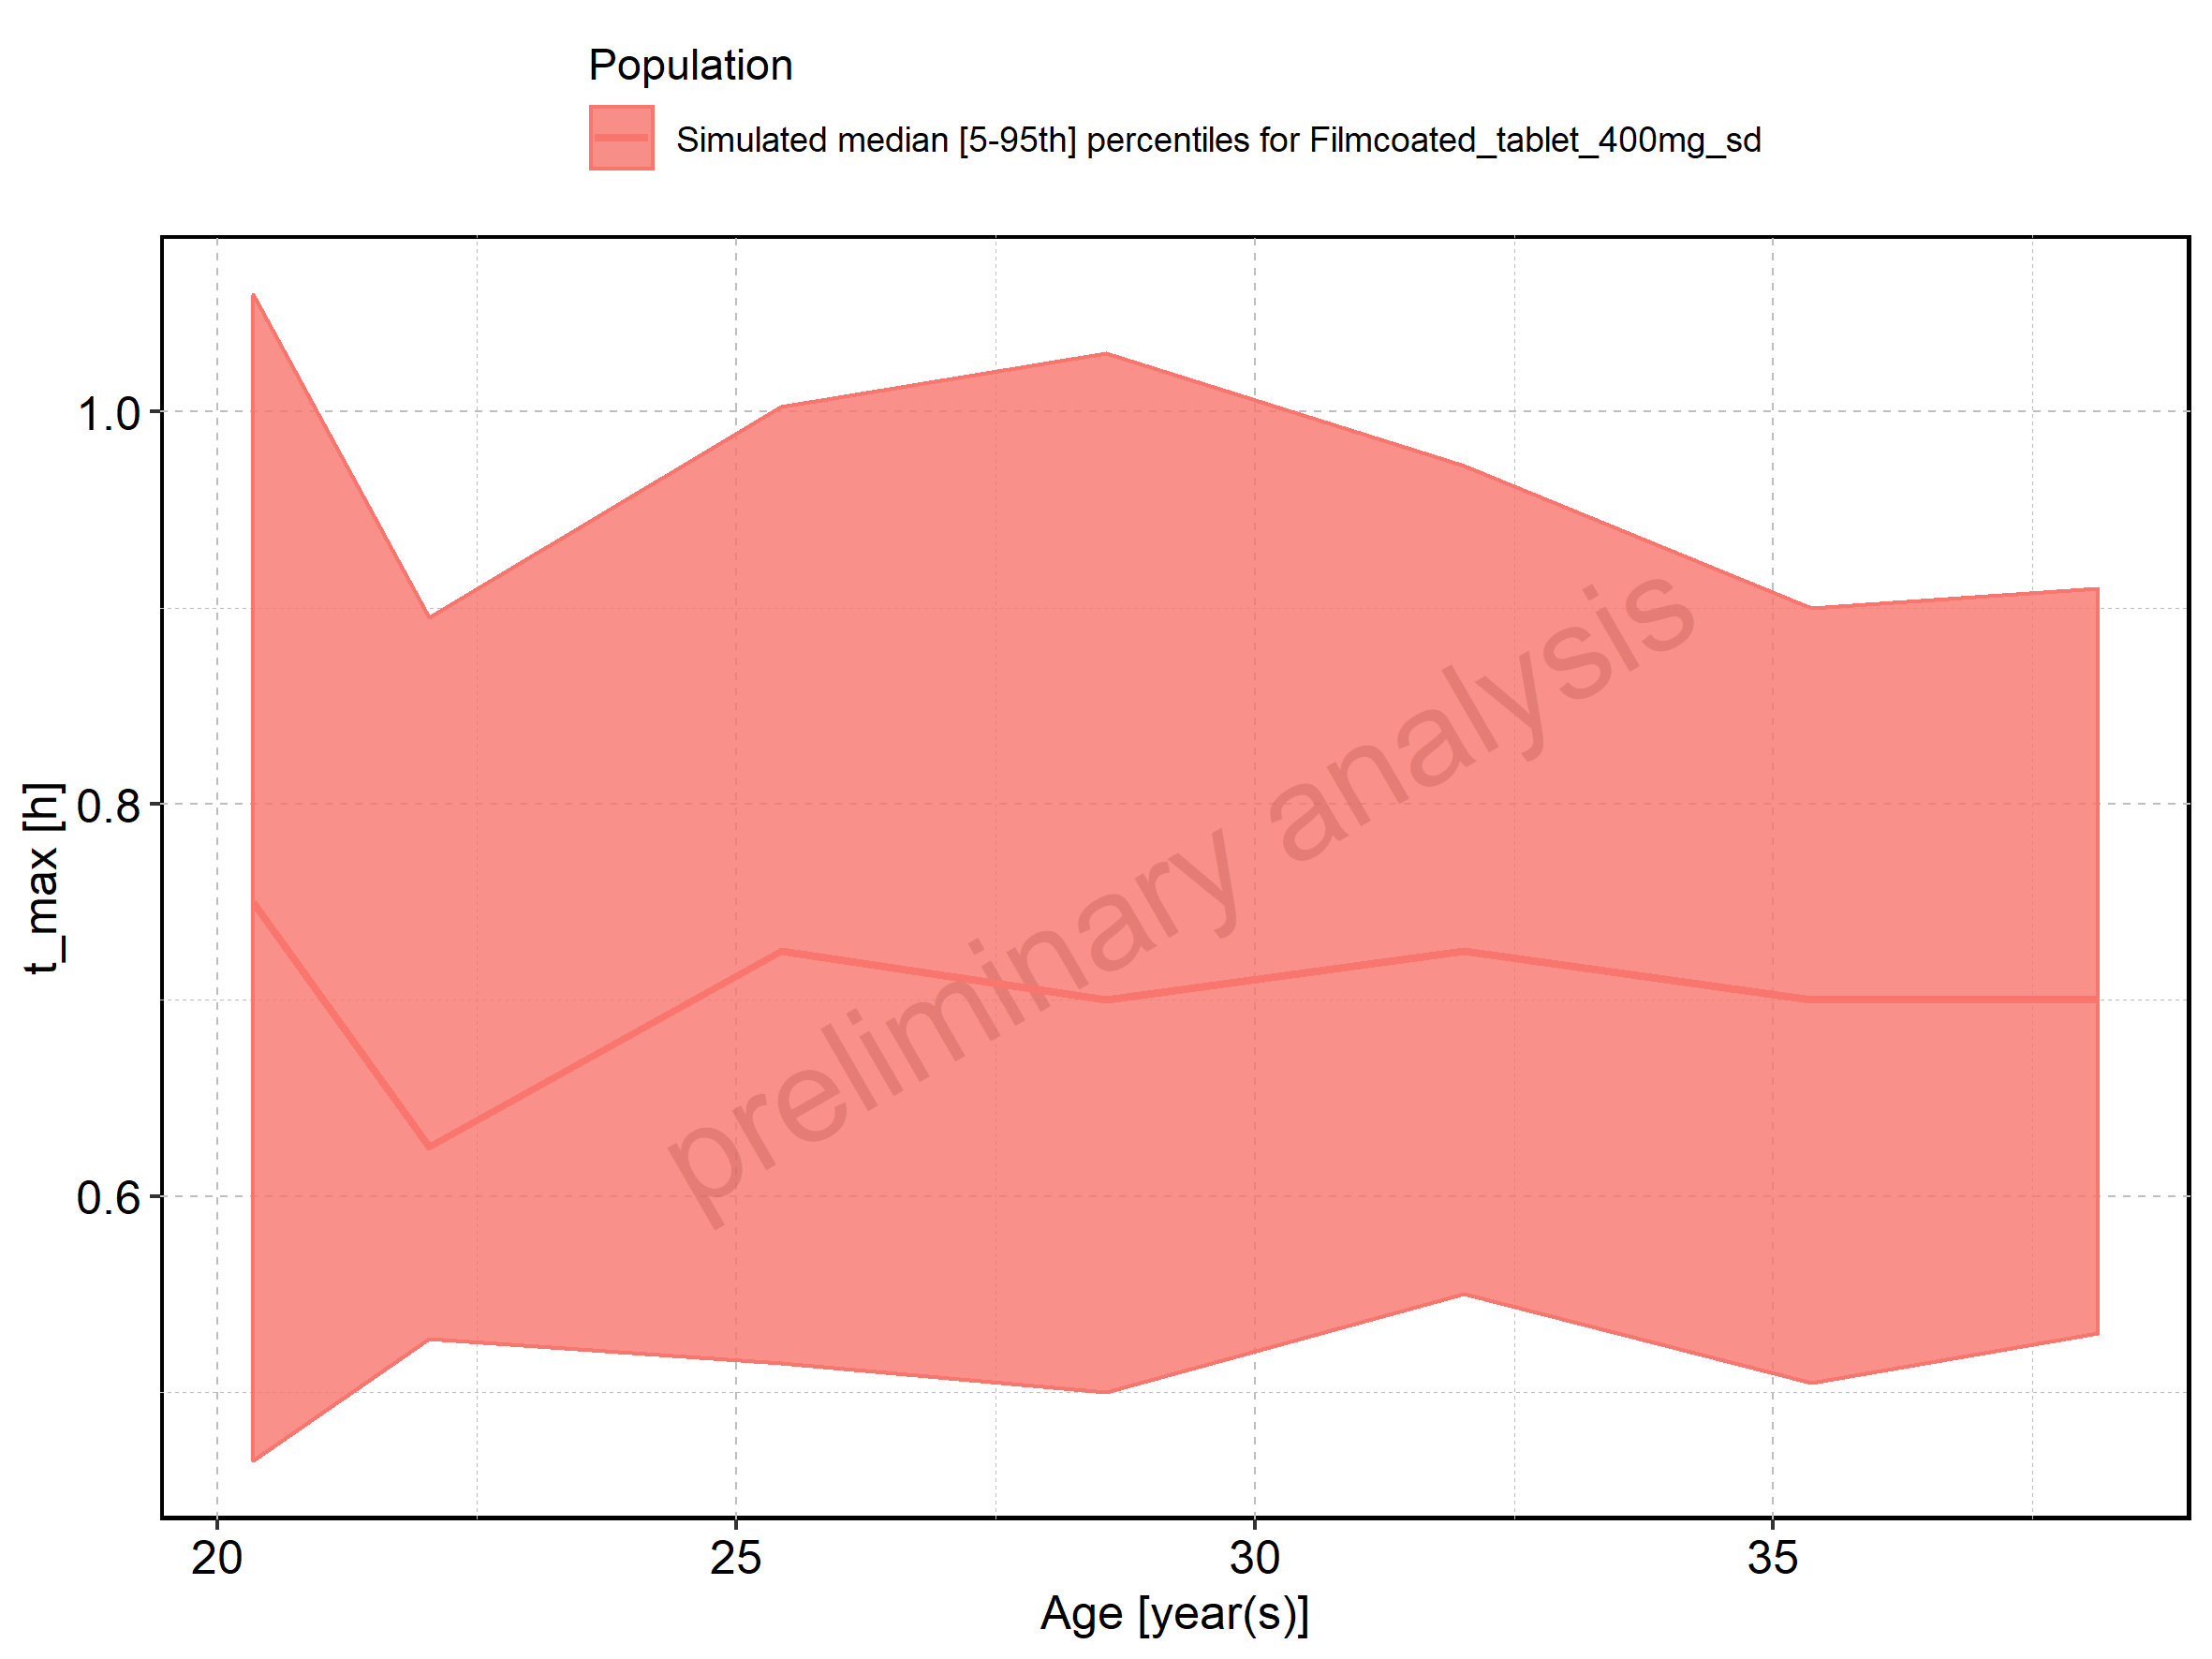 Population
Simulated median [5-95th] percentiles for Filmcoated_tablet_400mg_sd
1.0
0.8
0.6
t_max [h]
preliminary analysis
20 25 30 35
Age [year(s)]